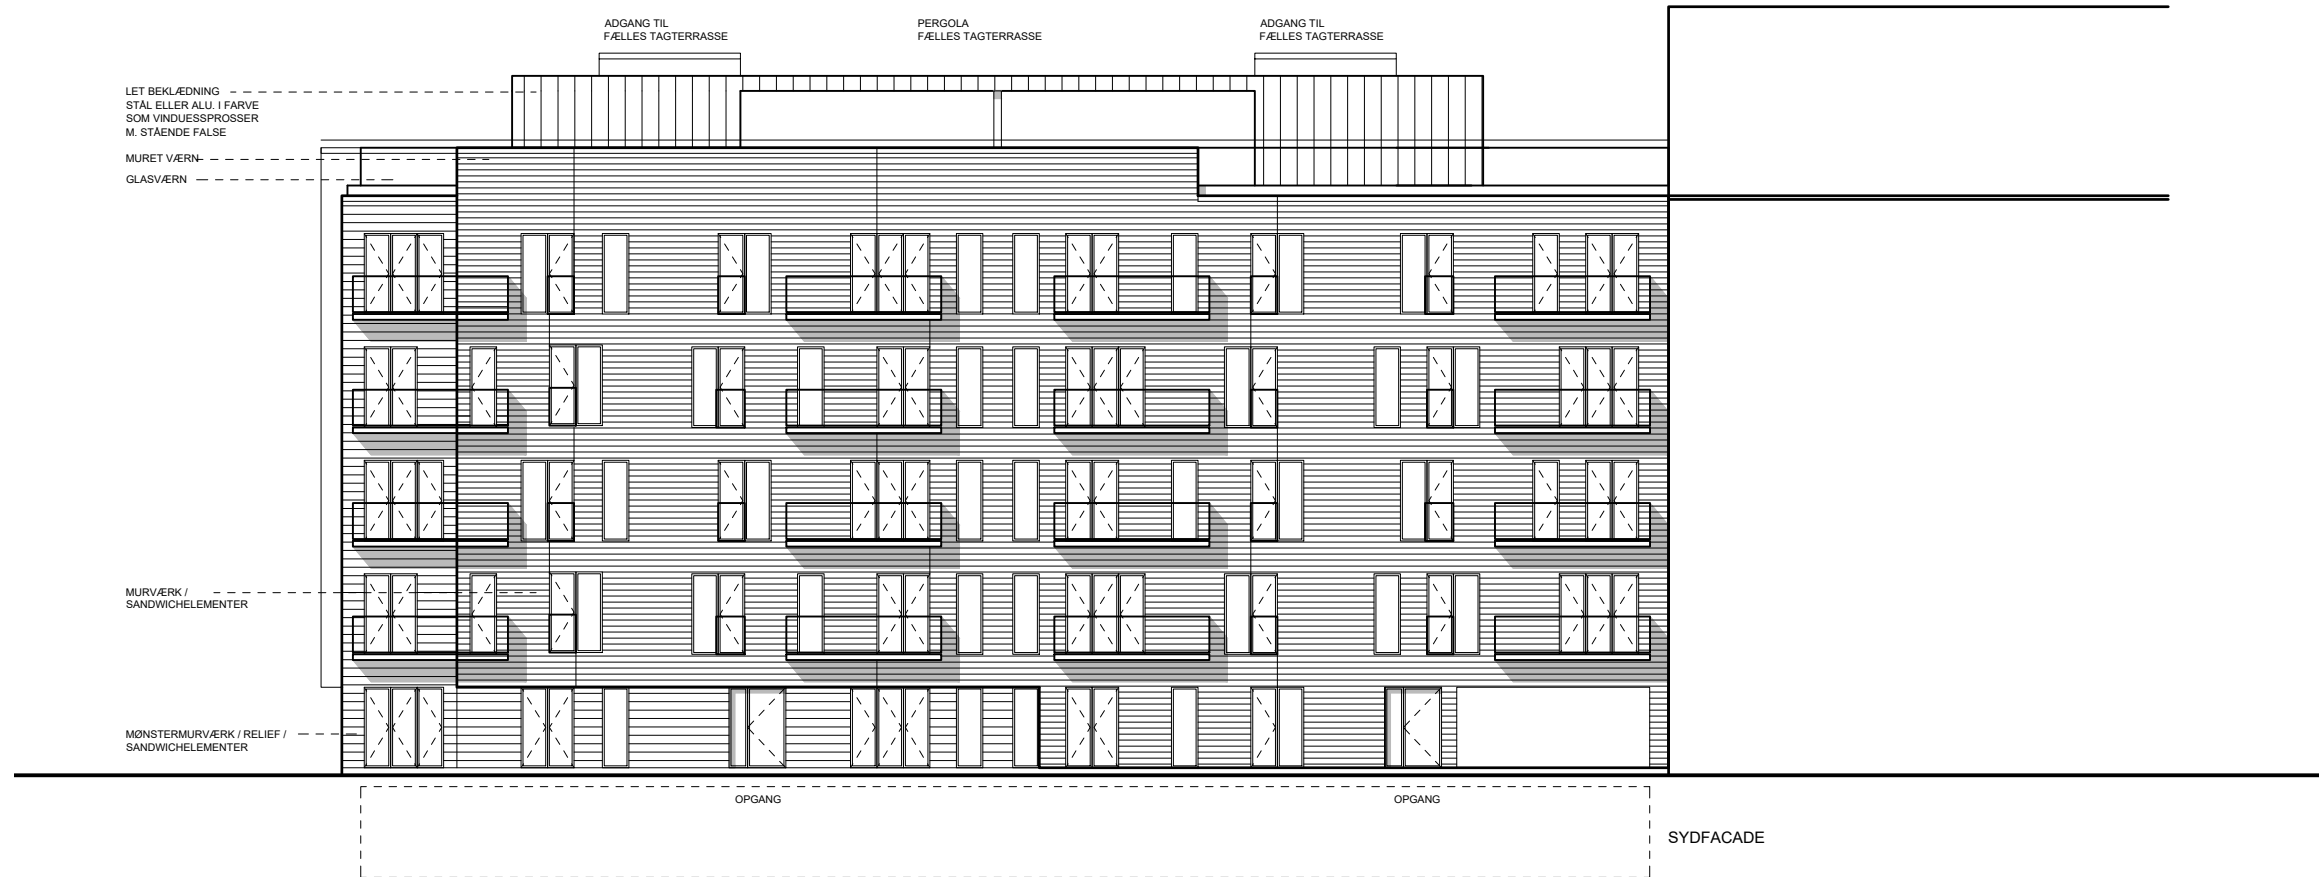 ADGANG TIL
FÆLLES TAGTERRASSE
PERGOLA
FÆLLES TAGTERRASSE
ADGANG TIL
FÆLLES TAGTERRASSE
LET BEKLÆDNING
STÅL ELLER ALU. I FARVE
SOM VINDUESSPROSSER
M. STÅENDE FALSE
MURET VÆRN
GLASVÆRN
MURVÆRK /
SANDWICHELEMENTER
MØNSTERMURVÆRK / RELIEF /
SANDWICHELEMENTER
OPGANG
OPGANG
SYDFACADE